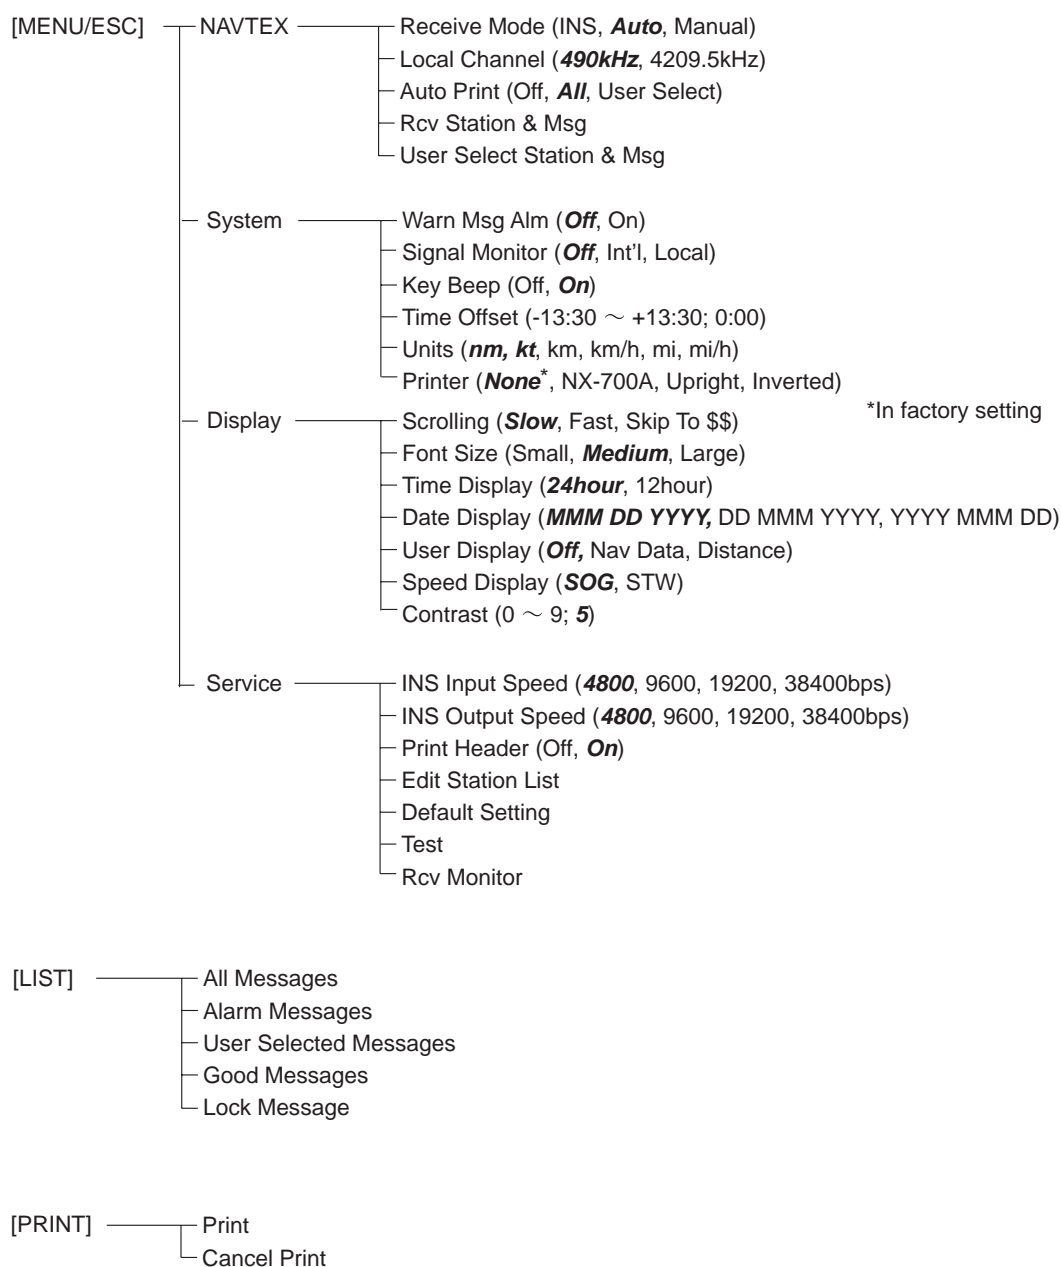 [MENU/ESC] NAVTEX Receive Mode (INS, Auto, Manual)
Local Channel (490kHz, 4209.5kHz)
Auto Print (Off, All, User Select)
Rcv Station & Msg
User Select Station & Msg
System Warn Msg Alm (Off, On)
Signal Monitor (Off, Int'l, Local)
Key Beep (Off, On)
Time Offset (-13:30 ～ +13:30; 0:00)
Units (nm, kt, km, km/h, mi, mi/h)
Printer (None*, NX-700A, Upright, Inverted)
*In factory setting
Display Scrolling (Slow, Fast, Skip To $$)
Font Size (Small, Medium, Large)
Time Display (24hour, 12hour)
Date Display (MMM DD YYYY, DD MMM YYYY, YYYY MMM DD)
User Display (Off, Nav Data, Distance)
Speed Display (SOG, STW)
Contrast (0 ～ 9; 5)
Service INS Input Speed (4800, 9600, 19200, 38400bps)
INS Output Speed (4800, 9600, 19200, 38400bps)
Print Header (Off, On)
Edit Station List
Default Setting
Test
Rcv Monitor
[LIST] All Messages
Alarm Messages
User Selected Messages
Good Messages
Lock Message
[PRINT] Print
Cancel Print